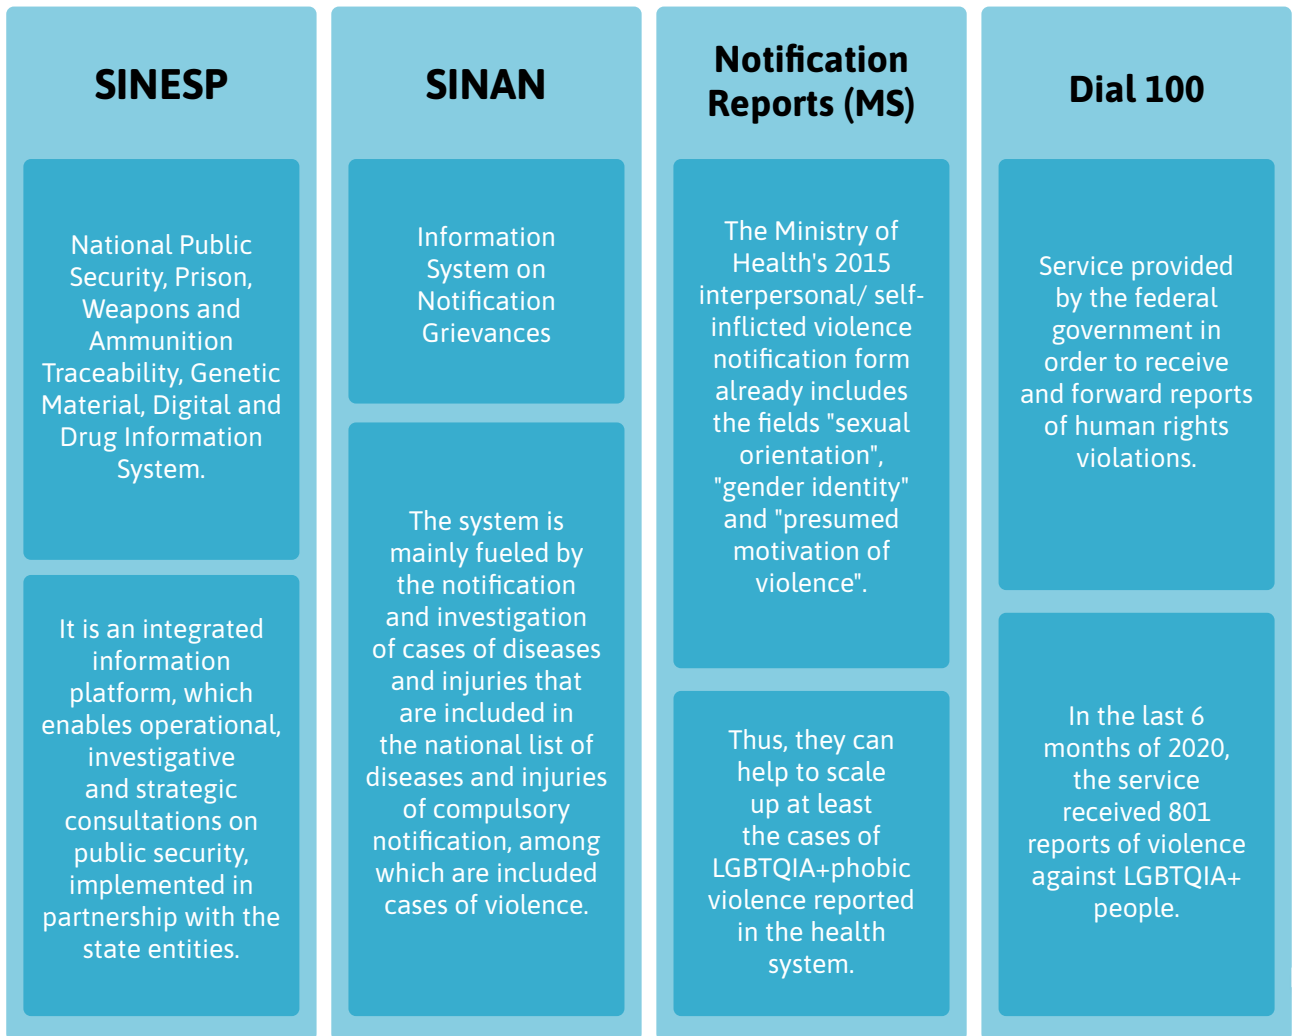 SINESP
National Public
Security, Prison,
Weapons and
Ammunition
Traceability, Genetic
Material, Digital and
Drug Information
System.
It is an integrated
information
platform, which
enables operational,
investigative
and strategic
consultations on
public security,
implemented in
partnership with the
state entities.
SINAN
Information
System on
Notification
Grievances
The system is
mainly fueled by
the notification
and investigation
of cases of diseases
and injuries that
are included in
the national list of
diseases and injuries
of compulsory
notification, among
which are included
cases of violence.
Notification
Reports (MS)
The Ministry of
Health's 2015
interpersonal/ self-
inflicted violence
notification form
already includes
the fields "sexual
orientation",
"gender identity"
and "presumed
motivation of
violence".
Thus, they can
help to scale
up at least
the cases of
LGBTQIA+phobic
violence reported
in the health
system.
Dial 100
Service provided
by the federal
government in
order to receive
and forward reports
of human rights
violations.
In the last 6
months of 2020,
the service
received 801
reports of violence
against LGBTQIA+
people.